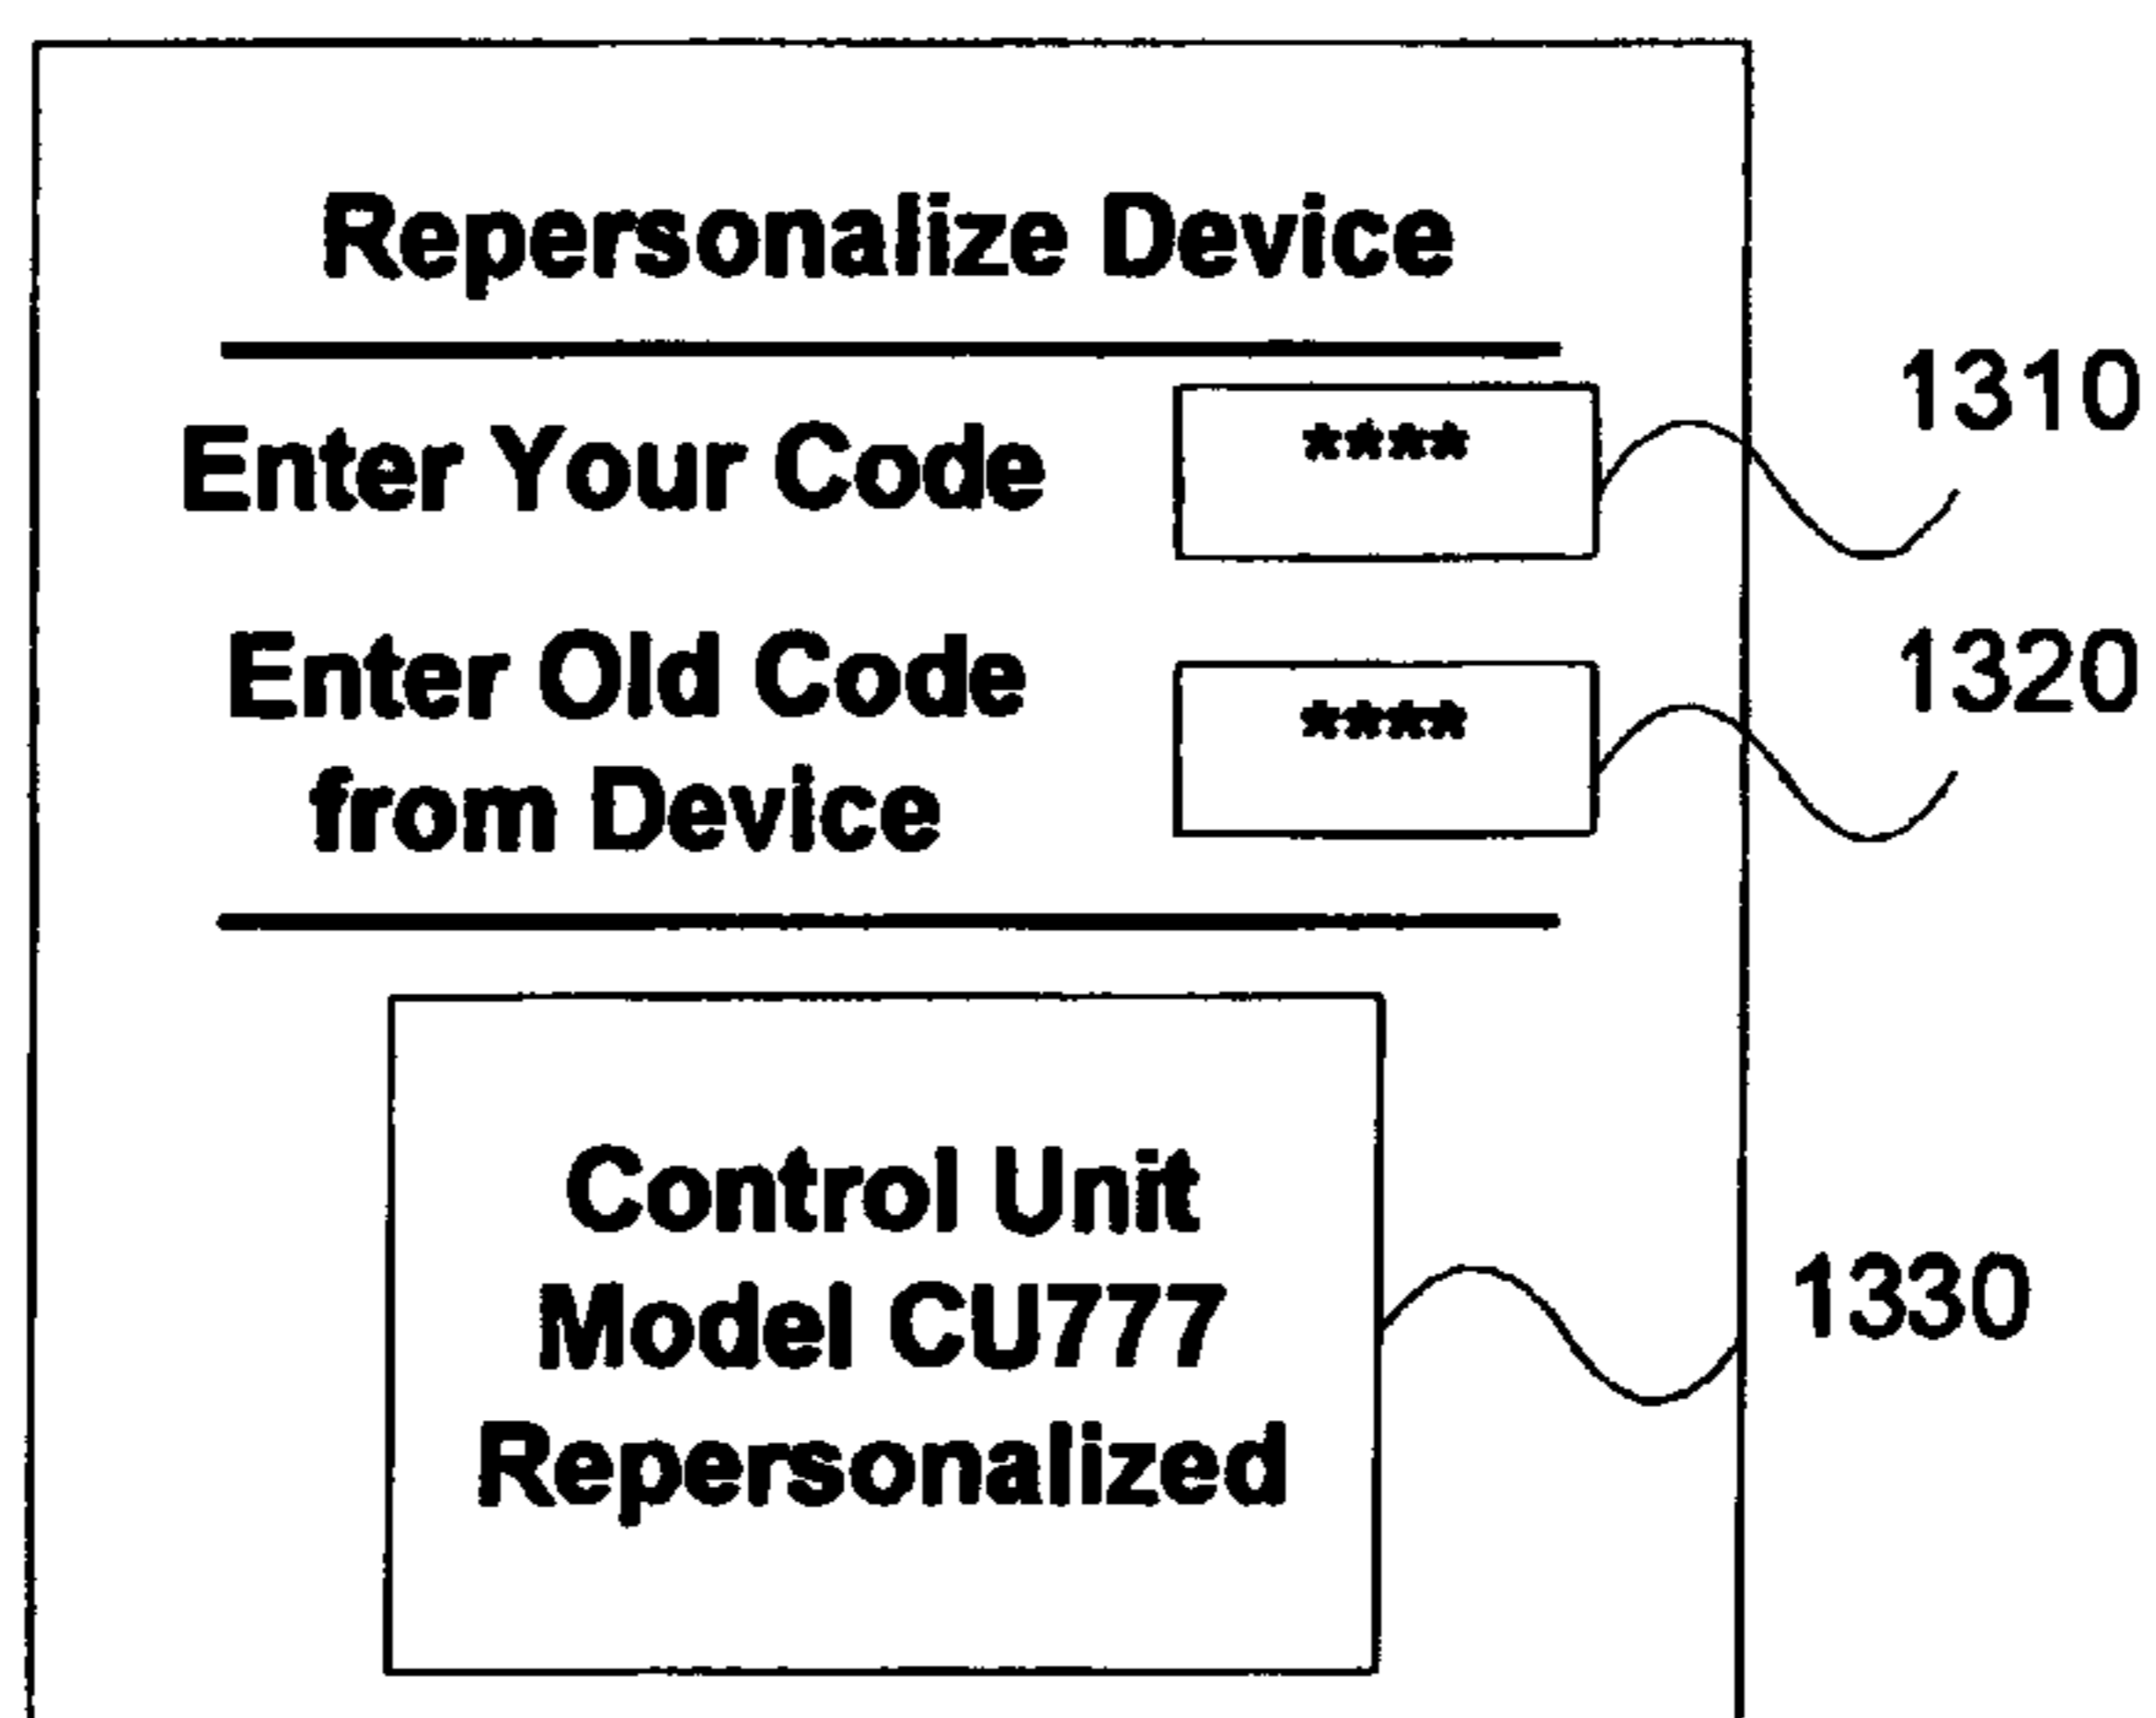 Repersonalize Device
Enter Your Code **** 1310
Enter Old Code
from Device **** 1320
Control Unit
Model CU777
Repersonalized
1330